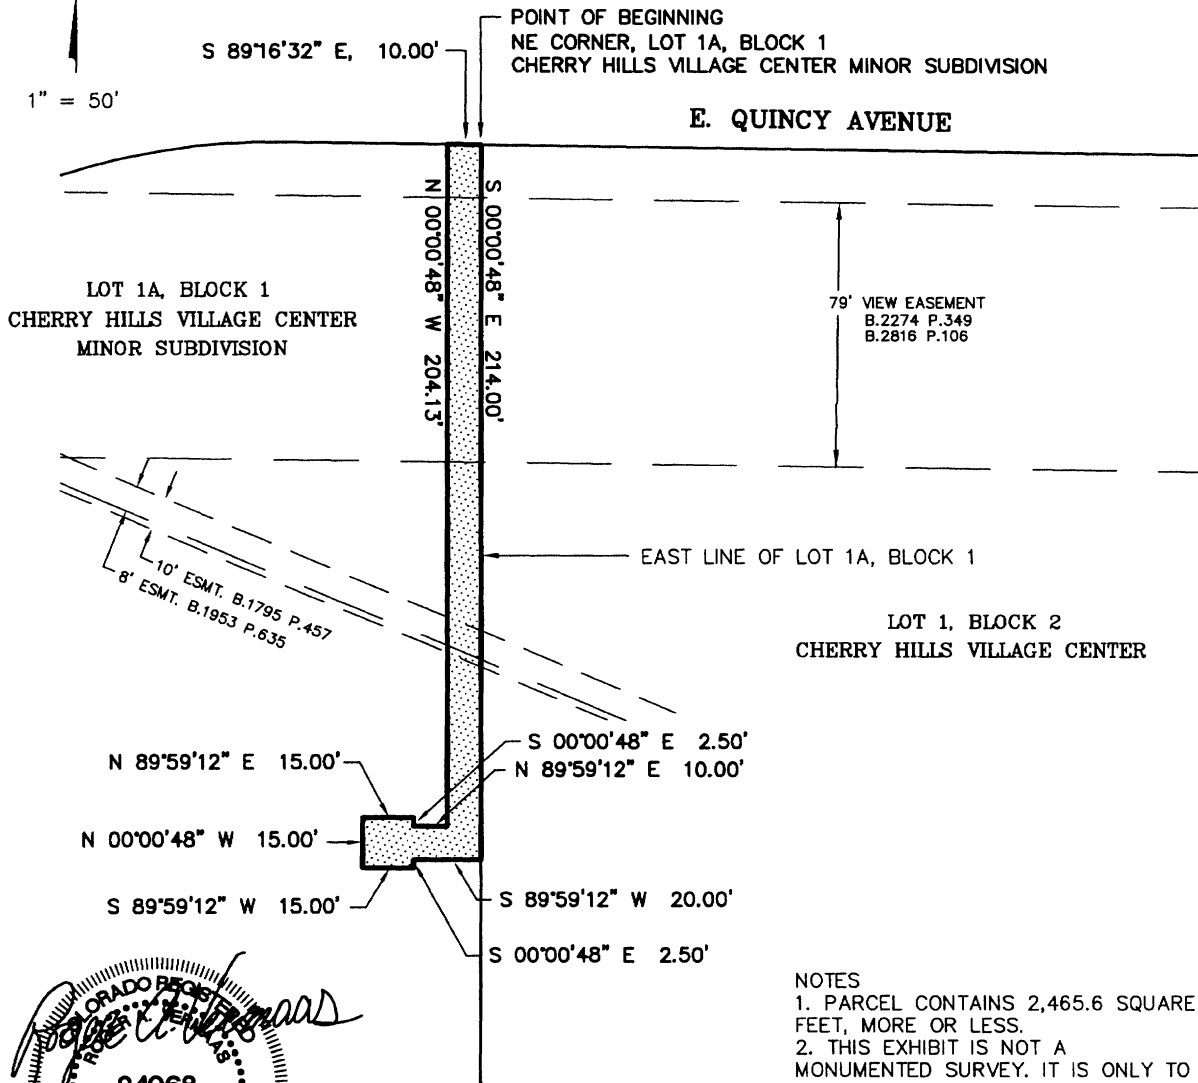 POINT OF BEGINNING
NE CORNER, LOT 1A, BLOCK 1
CHERRY HILLS VILLAGE CENTER MINOR SUBDIVISION
S 89°16'32" E, 10.00'
1" = 50'
E. QUINCY AVENUE
N 00°00'48" W 204.13'
S 00°00'48" E 214.00'
LOT 1A, BLOCK 1
CHERRY HILLS VILLAGE CENTER
MINOR SUBDIVISION
79' VIEW EASEMENT
B.2274 P.349
B.2816 P.106
10' ESMT. B.1795 P.457
8' ESMT. B.1953 P.635
EAST LINE OF LOT 1A, BLOCK 1
LOT 1, BLOCK 2
CHERRY HILLS VILLAGE CENTER
S 00°00'48" E 2.50'
N 89°59'12" E 10.00'
N 89°59'12" E 15.00'
N 00°00'48" W 15.00'
S 89°59'12" W 15.00'
S 89°59'12" W 20.00'
S 00°00'48" E 2.50'
COLORADO REGISTERED
ROGER A. VERMAAS
NOTES
1. PARCEL CONTAINS 2,465.6 SQUARE
FEET, MORE OR LESS.
2. THIS EXHIBIT IS NOT A
MONUMENTED SURVEY. IT IS ONLY TO